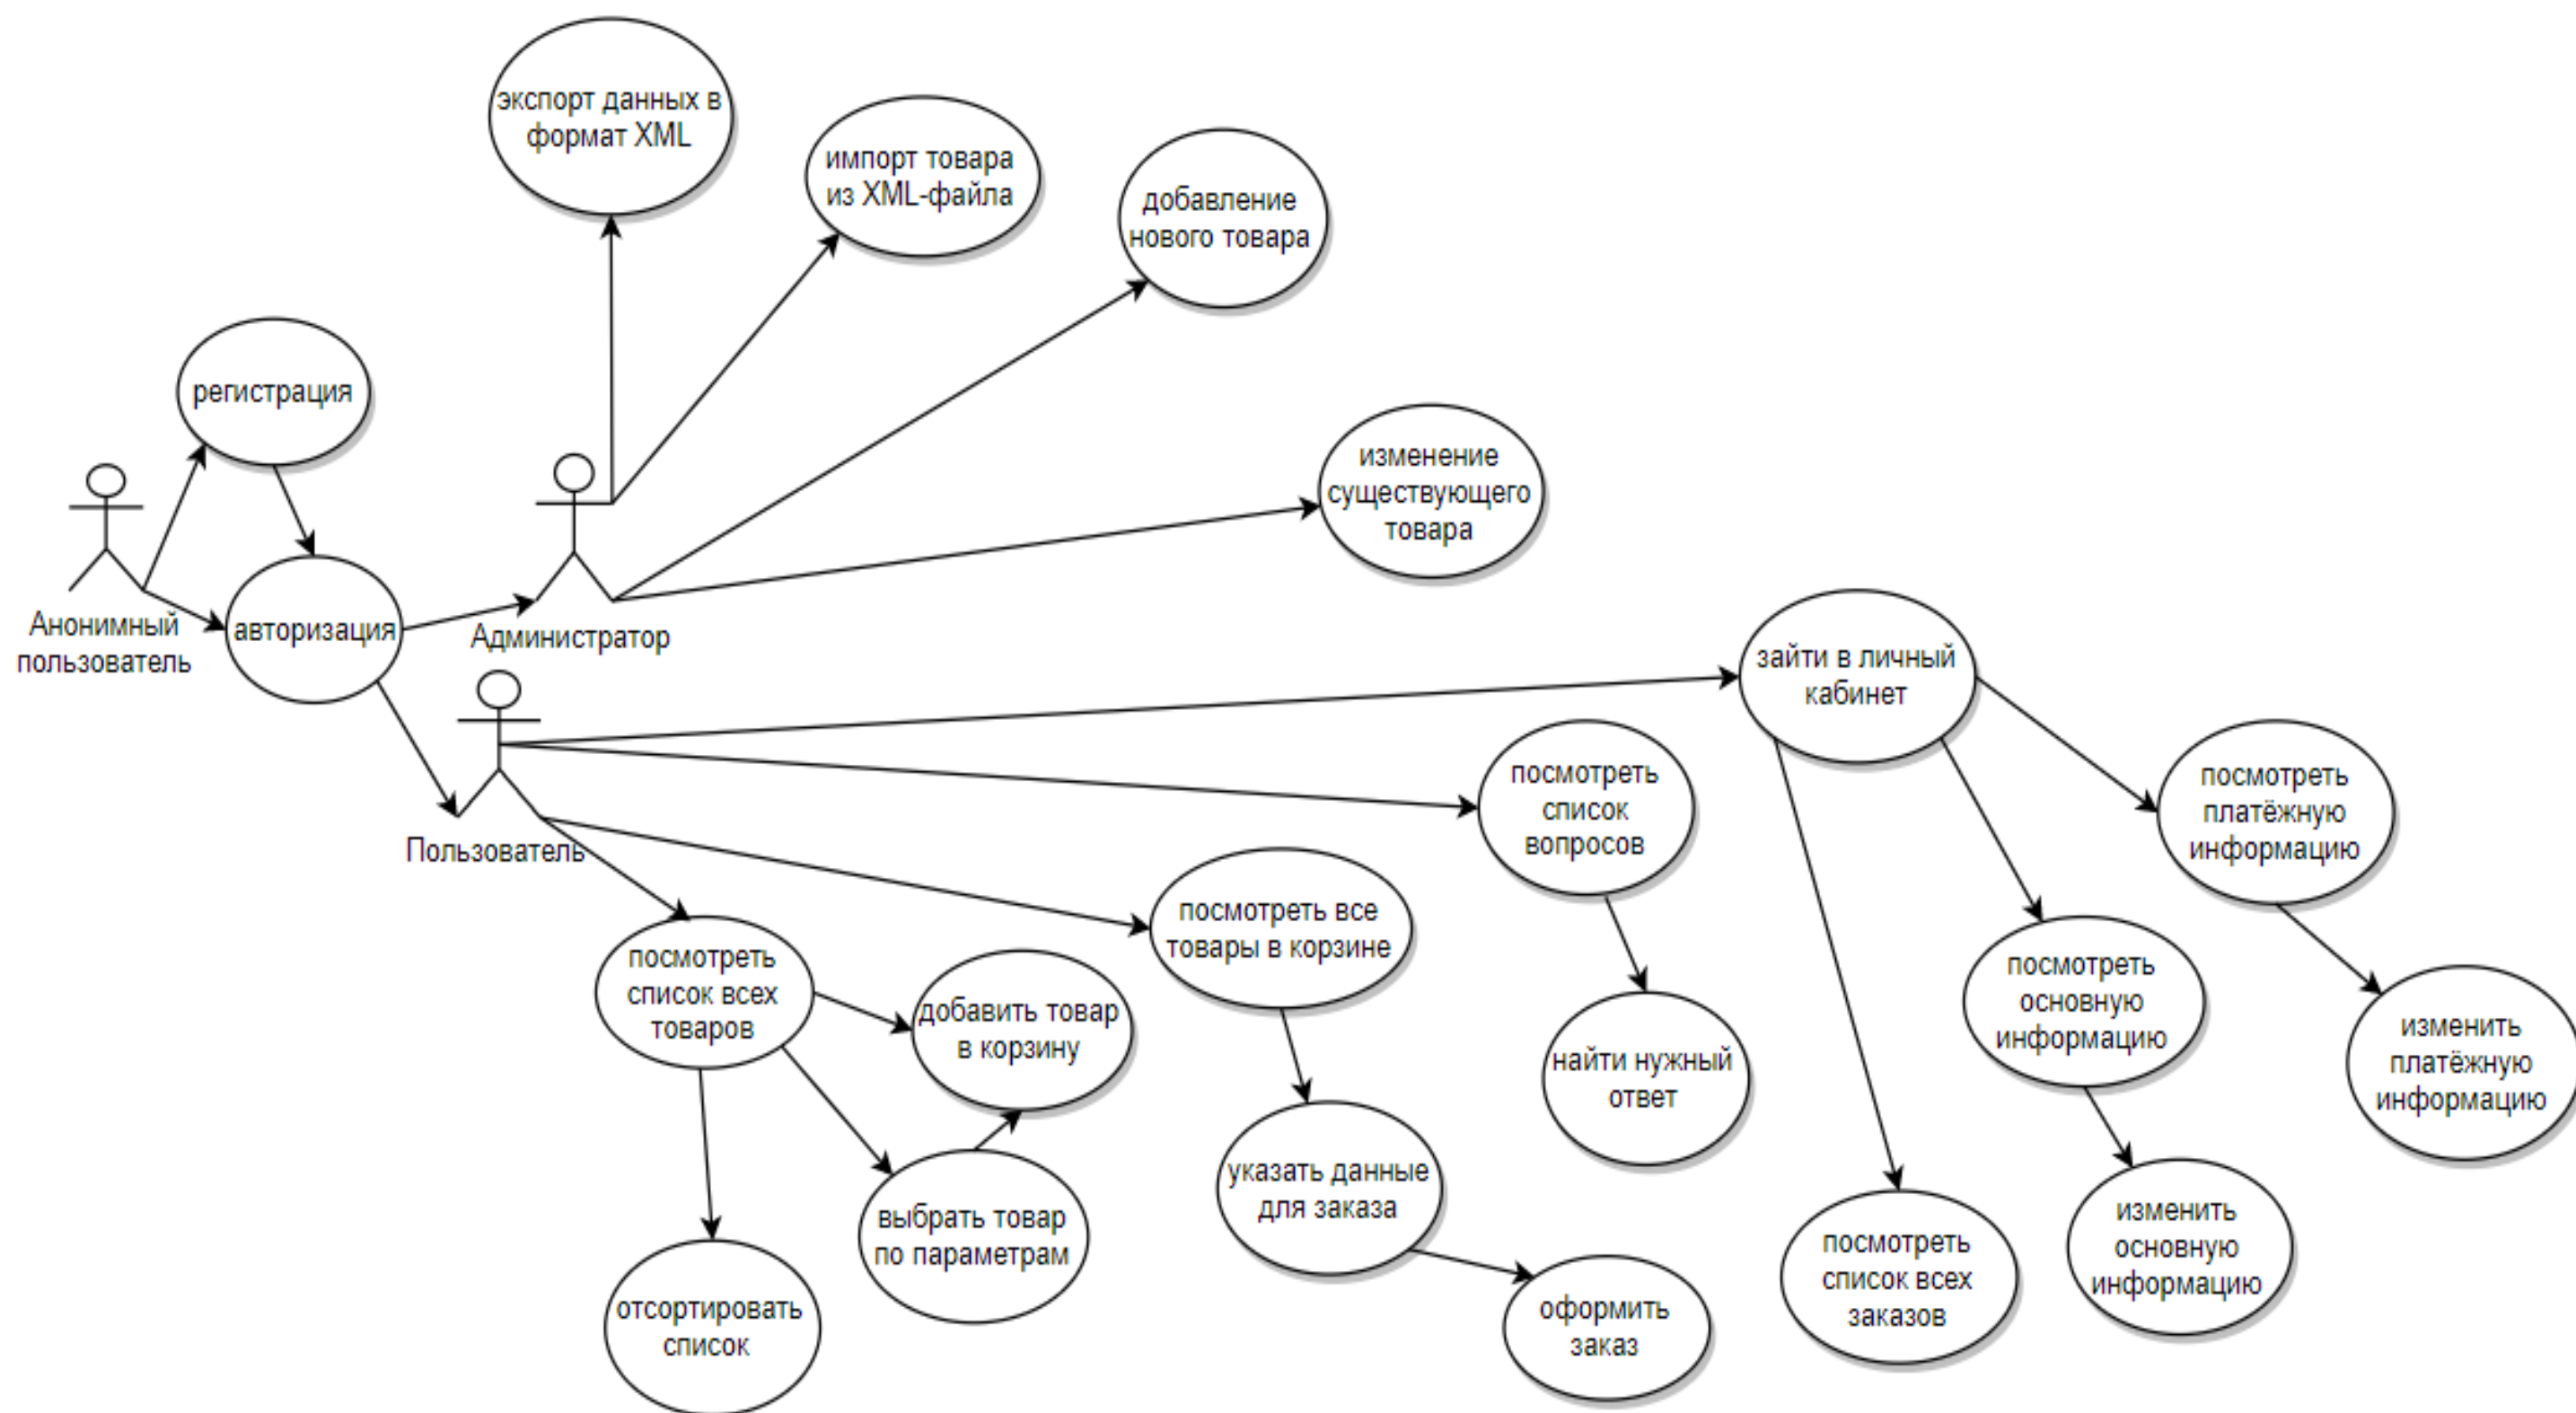 экспорт данных в
формат XML
импорт товара
из XML-файла
добавление
нового товара
регистрация
изменение
существующего
товара
Анонимный
пользователь
авторизация
Администратор
зайти в личный
кабинет
посмотреть
список
вопросов
посмотреть
платёжную
информацию
Пользователь
посмотреть все
товары в корзине
посмотреть
список всех
товаров
добавить товар
в корзину
посмотреть
основную
информацию
найти нужный
ответ
изменить
платёжную
информацию
указать данные
для заказа
выбрать товар
по параметрам
посмотреть
список всех
заказов
изменить
основную
информацию
отсортировать
список
оформить
заказ